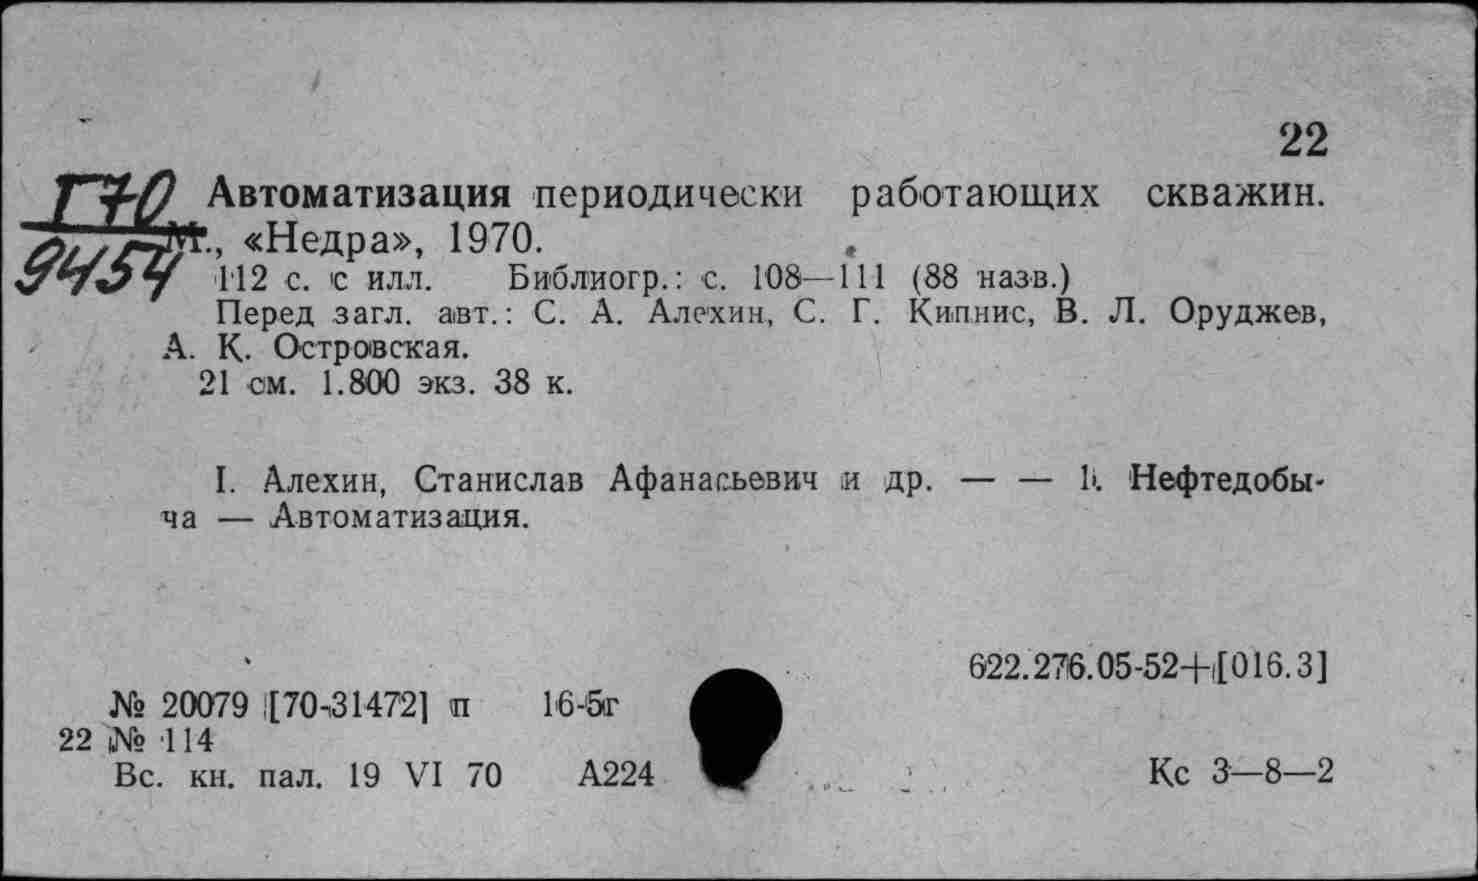 22
Г70 Автоматизация периодически работающих скважин.
9454 М., «Недра», 1970.
112 с. с илл. Библиогр.: с. 108—111 (88 назв.)
Перед загл. авт.: С. А. Алехин, С. Г. Кипнис, В. Л. Оруджев,
А. К. Островская.
21 см. 1.800 экз. 38 к.
I. Алехин, Станислав Афанасьевич и др. — — 1. Нефтедобы-
ча — Автоматизация.
622.276.05-52+[016.3]
№ 20079 [70-31472] п 16-5г
22 № 114
Вс. кн. пал. 19 VI 70 А224 Кс 3—8—2